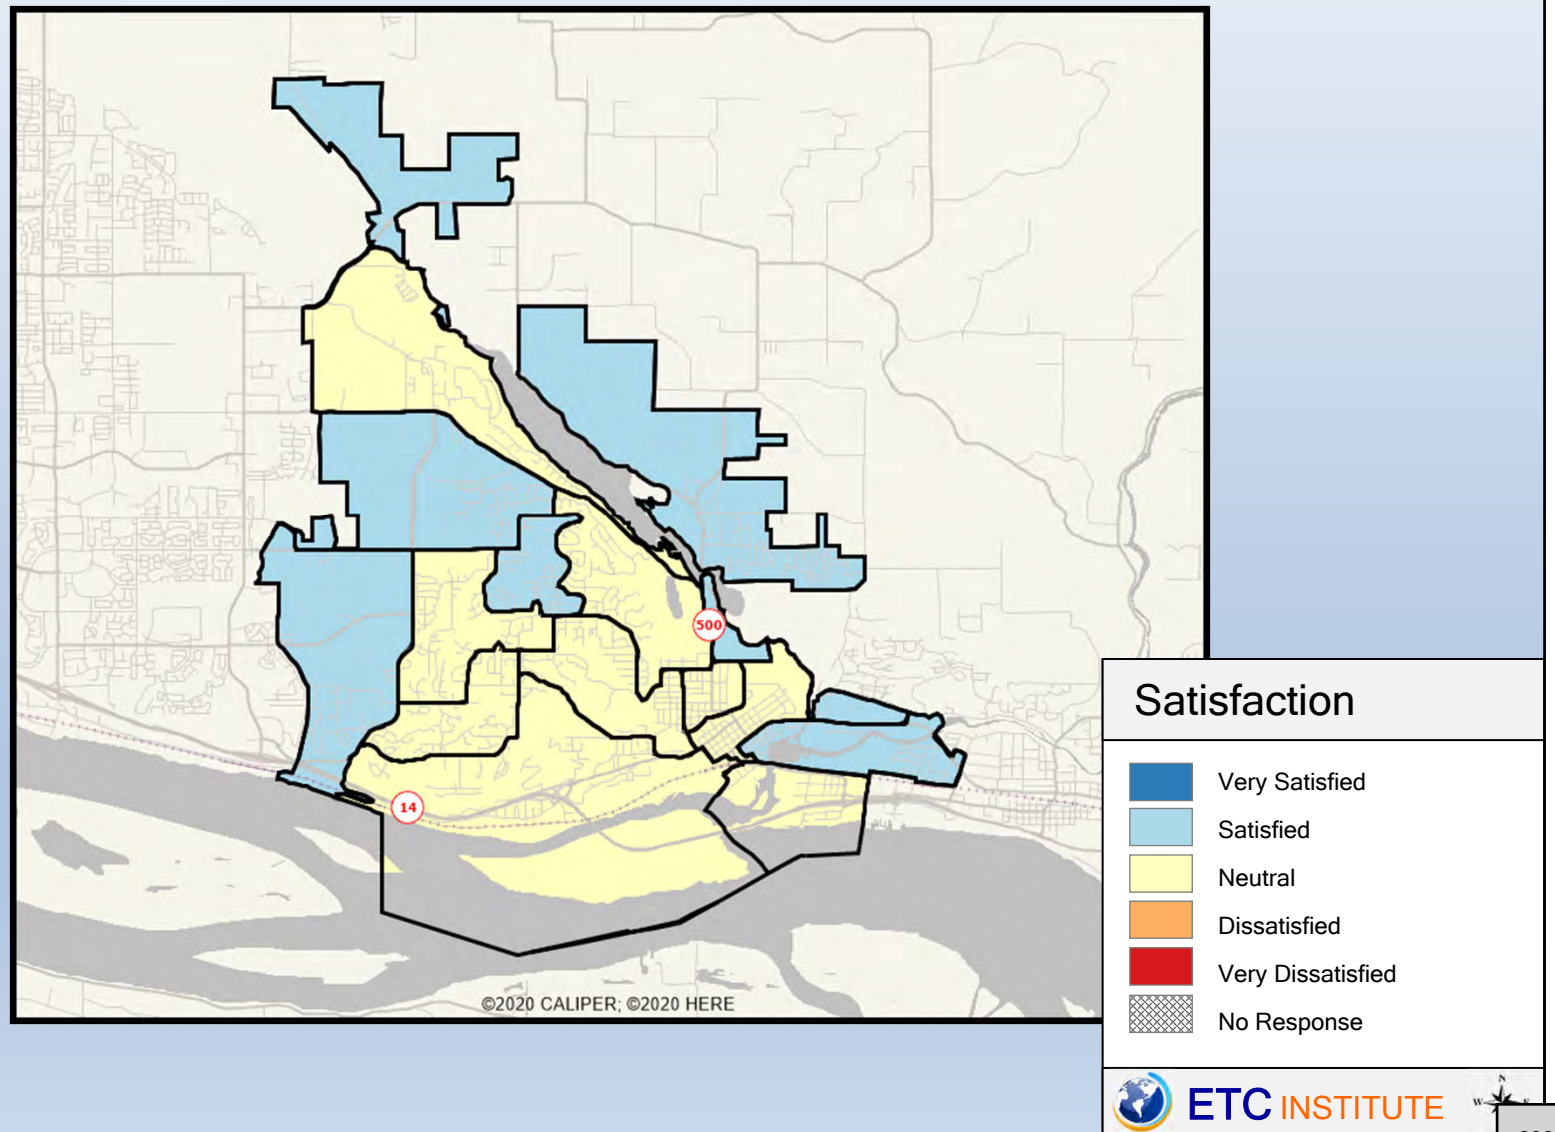 500
14
©2020 CALIPER; ©2020 HERE
Satisfaction
Very Satisfied
Satisfied
Neutral
Dissatisfied
Very Dissatisfied
No Response
ETC INSTITUTE
N
W